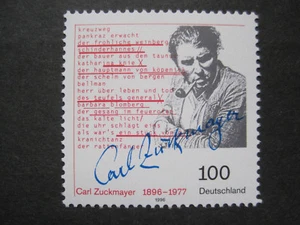 kreuzweg
pankraz erwacht
der fröhliche weinberg
schinderhannes
der bauer aus dem taunus
katharina knie
der hauptmann von köpenick
der schelm von bergen
bellman
herr über leben und tod
des teufels general
barbara blomberg
der gesang im feuerofen
das kalte licht
die uhr schlägt eins
als wär's ein stück
kranichtanz
der rattenfänger
Carl Zuckmayer
Carl Zuckmayer 1896-1977
100
Deutschland
1996